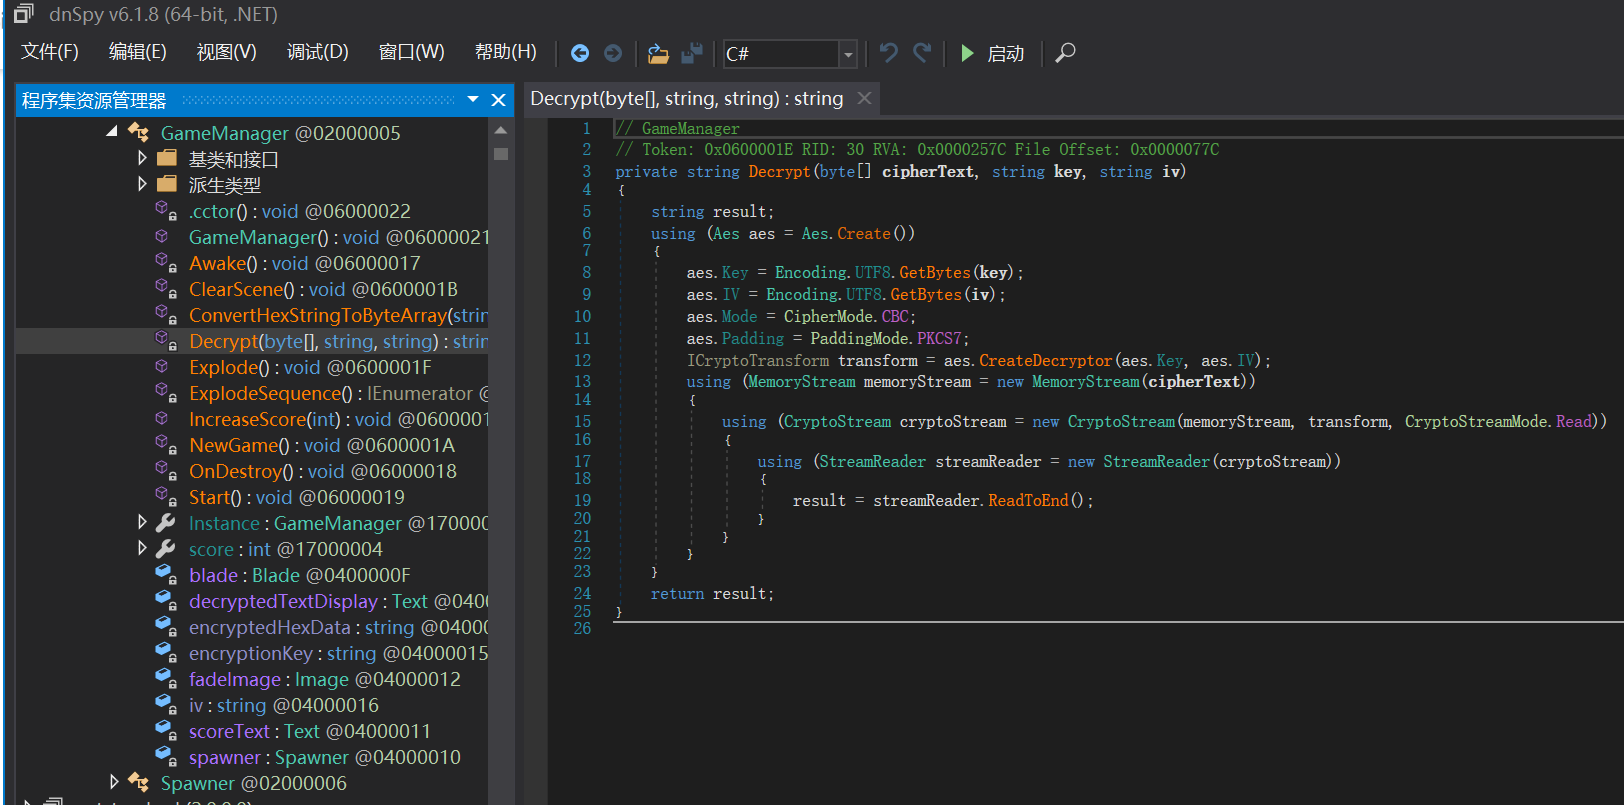 dnSpy v6.1.8 (64-bit, .NET)
文件(F) 编辑(E) 视图(V) 调试(D) 窗口(W) 帮助(H) C# 启动
程序集资源管理器
GameManager @02000005
基类和接口
派生类型
.cctor() : void @06000022
GameManager() : void @06000021
Awake() : void @06000017
ClearScene() : void @0600001B
ConvertHexStringToByteArray(strin
Decrypt(byte[], string, string) : strin
Explode() : void @0600001F
ExplodeSequence() : IEnumerator @
IncreaseScore(int) : void @0600001
NewGame() : void @0600001A
OnDestroy() : void @06000018
Start() : void @06000019
Instance : GameManager @170000
score : int @17000004
blade : Blade @0400000F
decryptedTextDisplay : Text @040
encryptedHexData : string @0400
encryptionKey : string @04000015
fadeImage : Image @04000012
iv : string @04000016
scoreText : Text @04000011
spawner : Spawner @04000010
Spawner @02000006
Decrypt(byte[], string, string) : string
1 // GameManager
2 // Token: 0x0600001E RID: 30 RVA: 0x0000257C File Offset: 0x0000077C
3 private string Decrypt(byte[] cipherText, string key, string iv)
4 {
5 string result;
6 using (Aes aes = Aes.Create())
7 {
8 aes.Key = Encoding.UTF8.GetBytes(key);
9 aes.IV = Encoding.UTF8.GetBytes(iv);
10 aes.Mode = CipherMode.CBC;
11 aes.Padding = PaddingMode.PKCS7;
12 ICryptoTransform transform = aes.CreateDecryptor(aes.Key, aes.IV);
13 using (MemoryStream memoryStream = new MemoryStream(cipherText))
14 {
15 using (CryptoStream cryptoStream = new CryptoStream(memoryStream, transform, CryptoStreamMode.Read))
16 {
17 using (StreamReader streamReader = new StreamReader(cryptoStream))
18 {
19 result = streamReader.ReadToEnd();
20 }
21 }
22 }
23 }
24 return result;
25 }
26